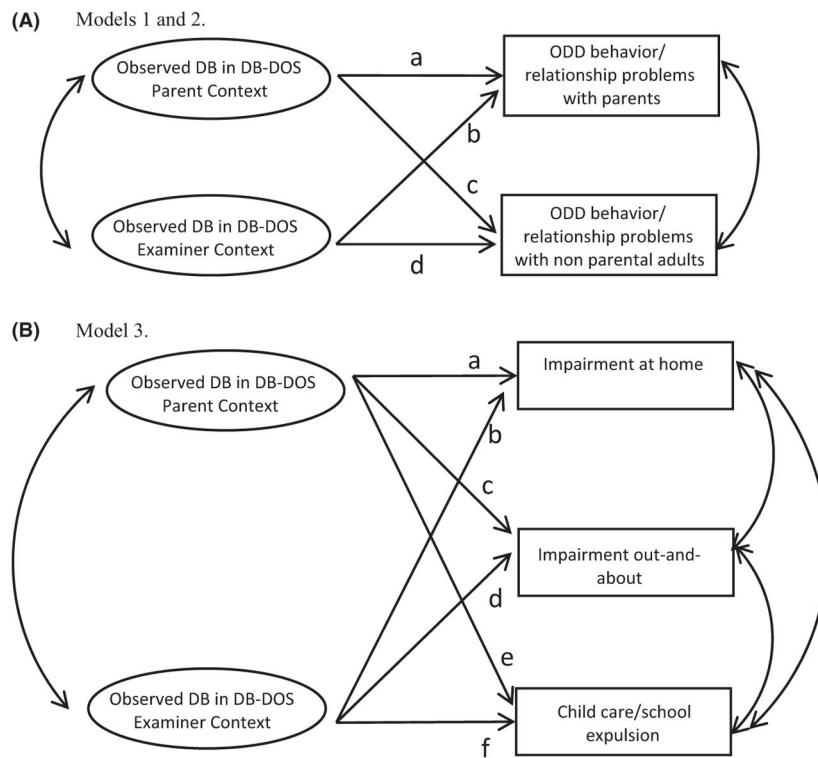 (A) Models 1 and 2.
Observed DB in DB-DOS
Parent Context
a
ODD behavior/
relationship problems
with parents
b
c
Observed DB in DB-DOS
Examiner Context
d
ODD behavior/
relationship problems
with non parental adults
(B) Model 3.
Observed DB in DB-DOS
Parent Context
a
Impairment at home
b
c
Impairment out-and-
about
d
e
Observed DB in DB-DOS
Examiner Context
f
Child care/school
expulsion